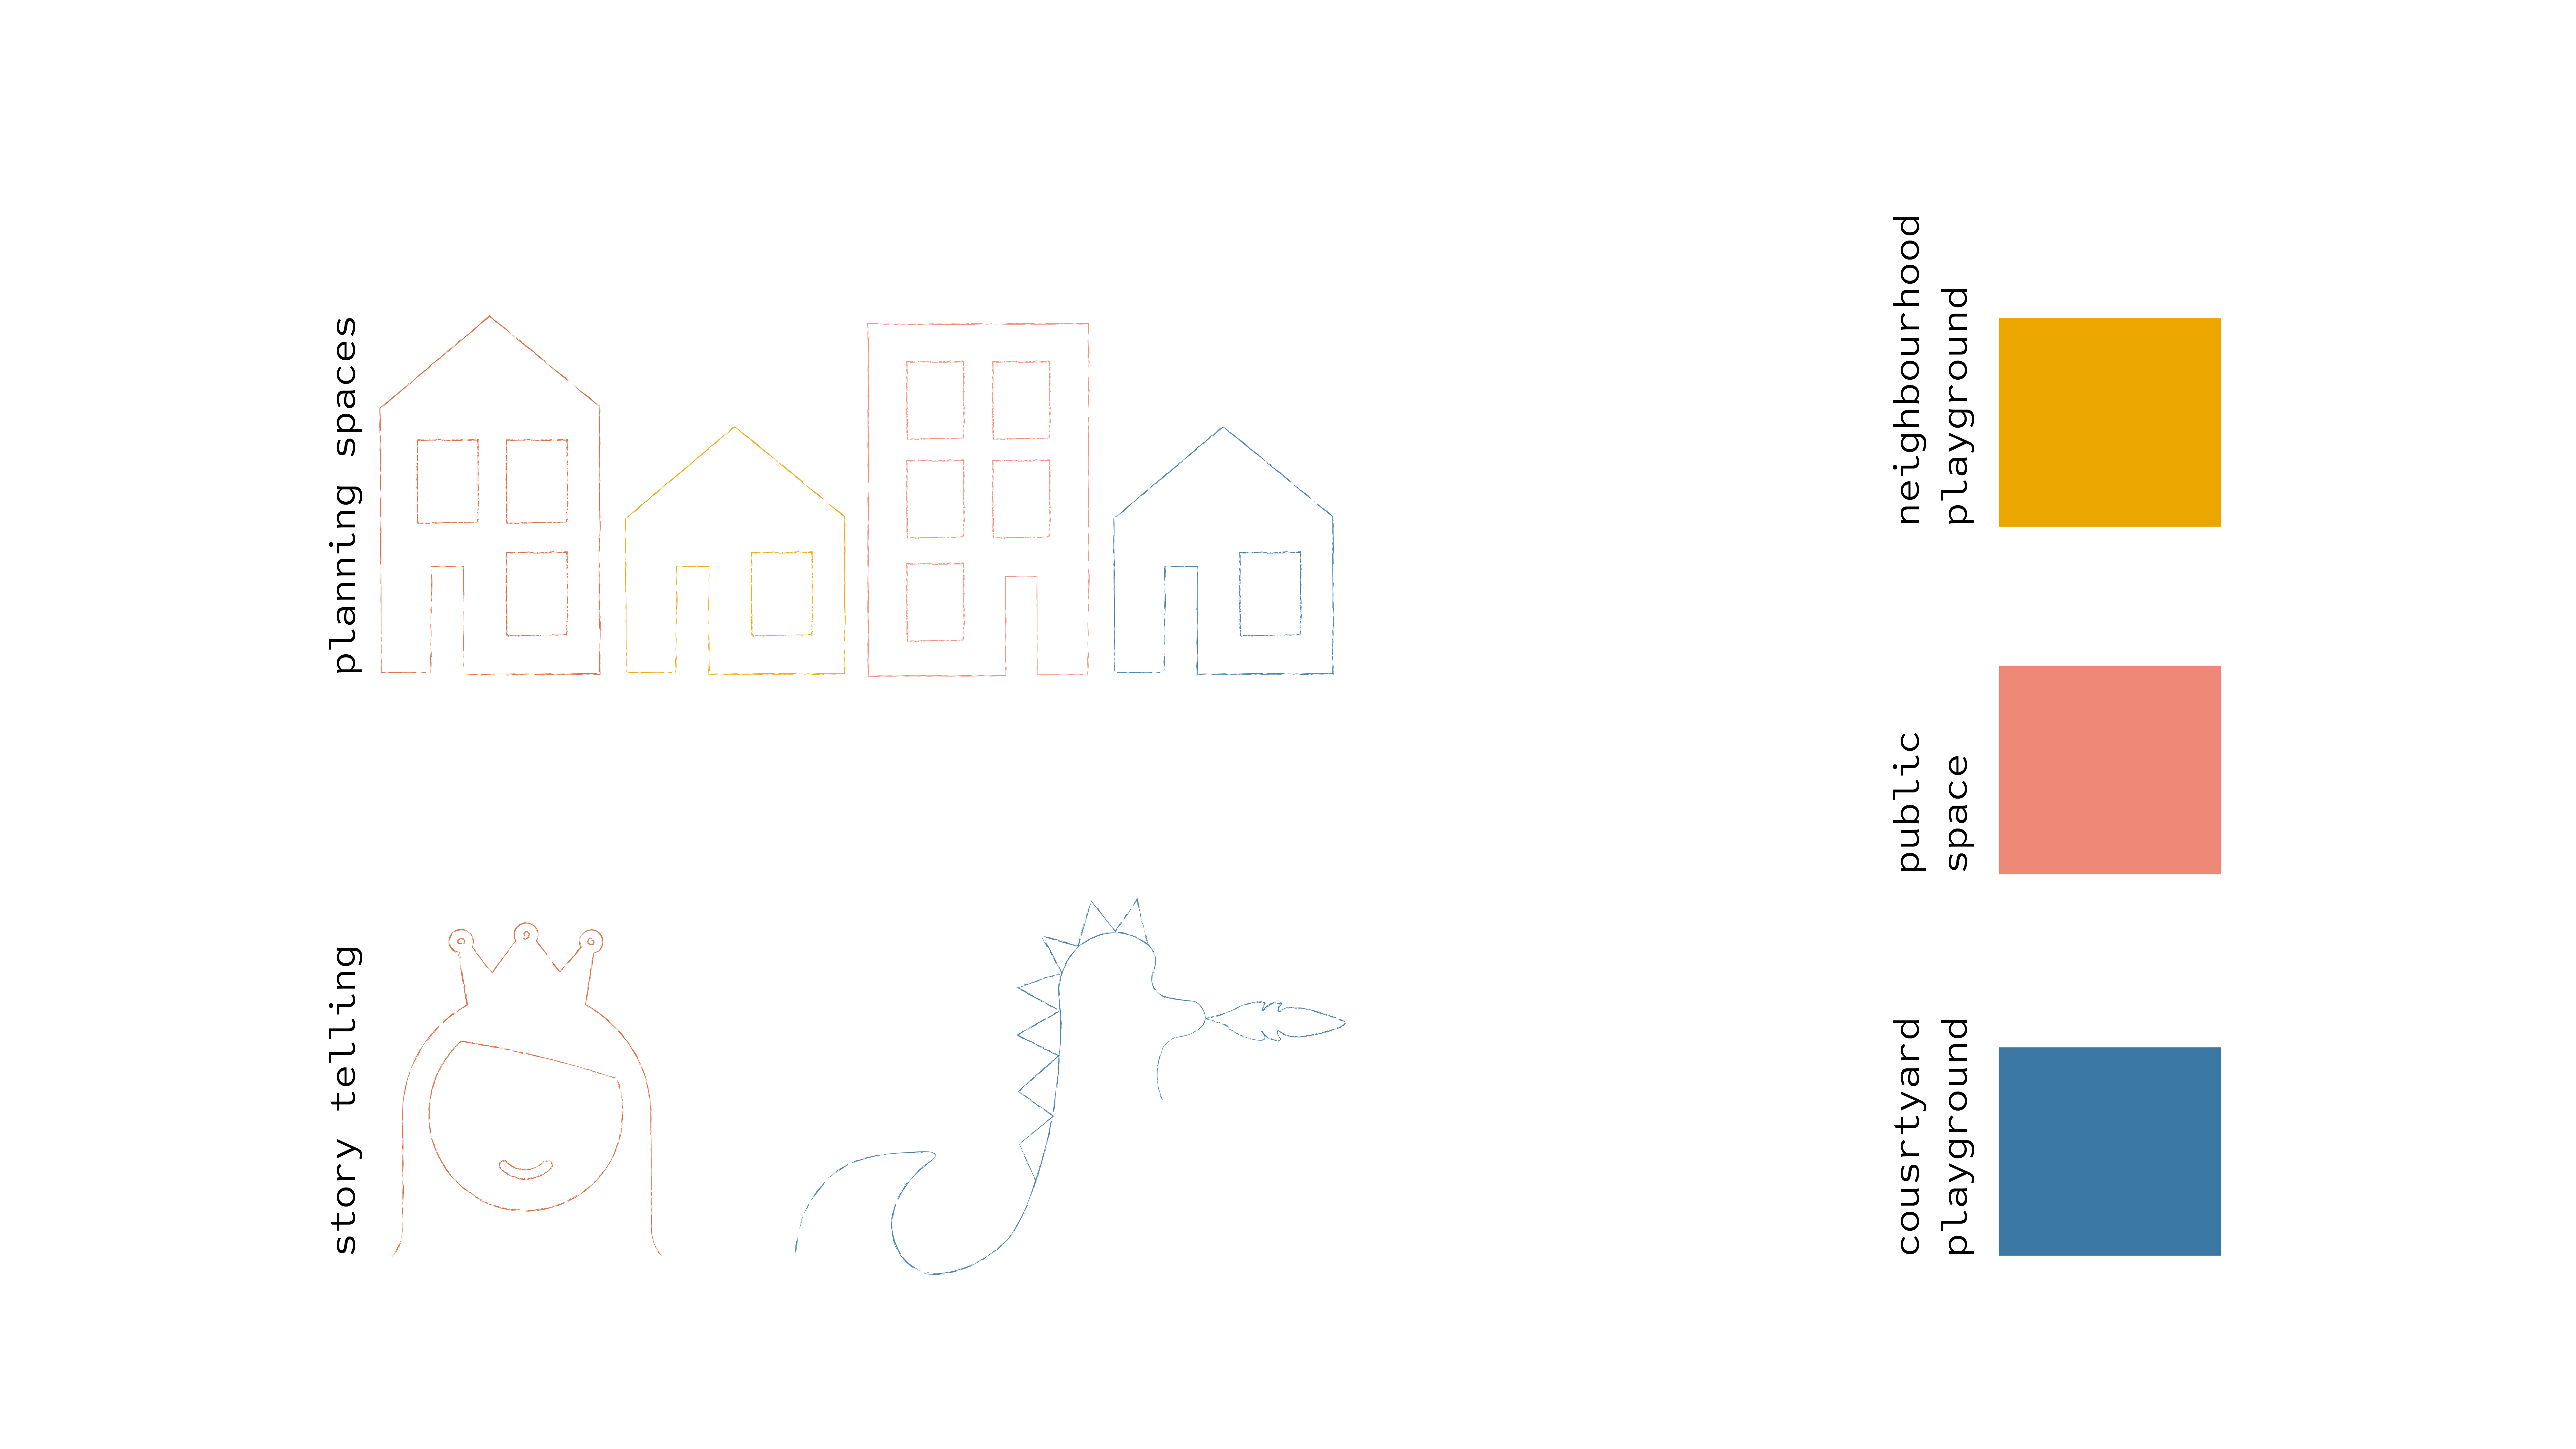 planning spaces
story telling
neighbourhood
playground
public
space
cousrtyard
playground